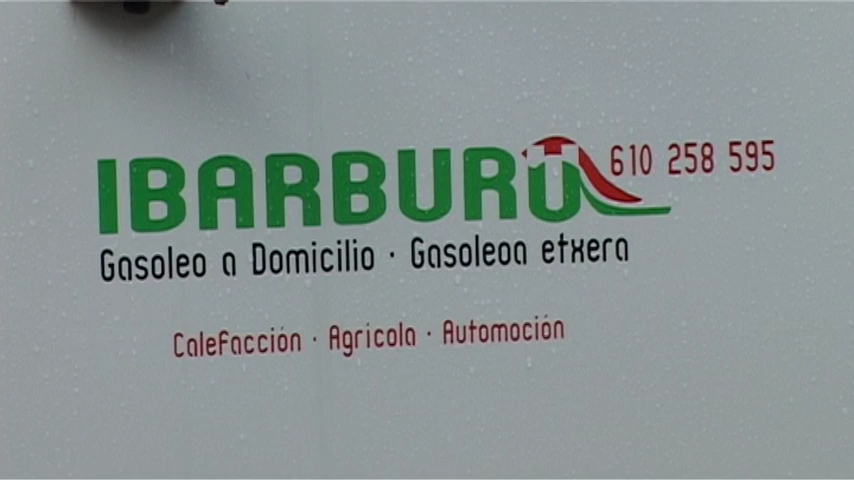 IBARBURU 610 258 595
Gasoleo a Domicilio · Gasoleoa etxera
Calefacción · Agricola · Automoción